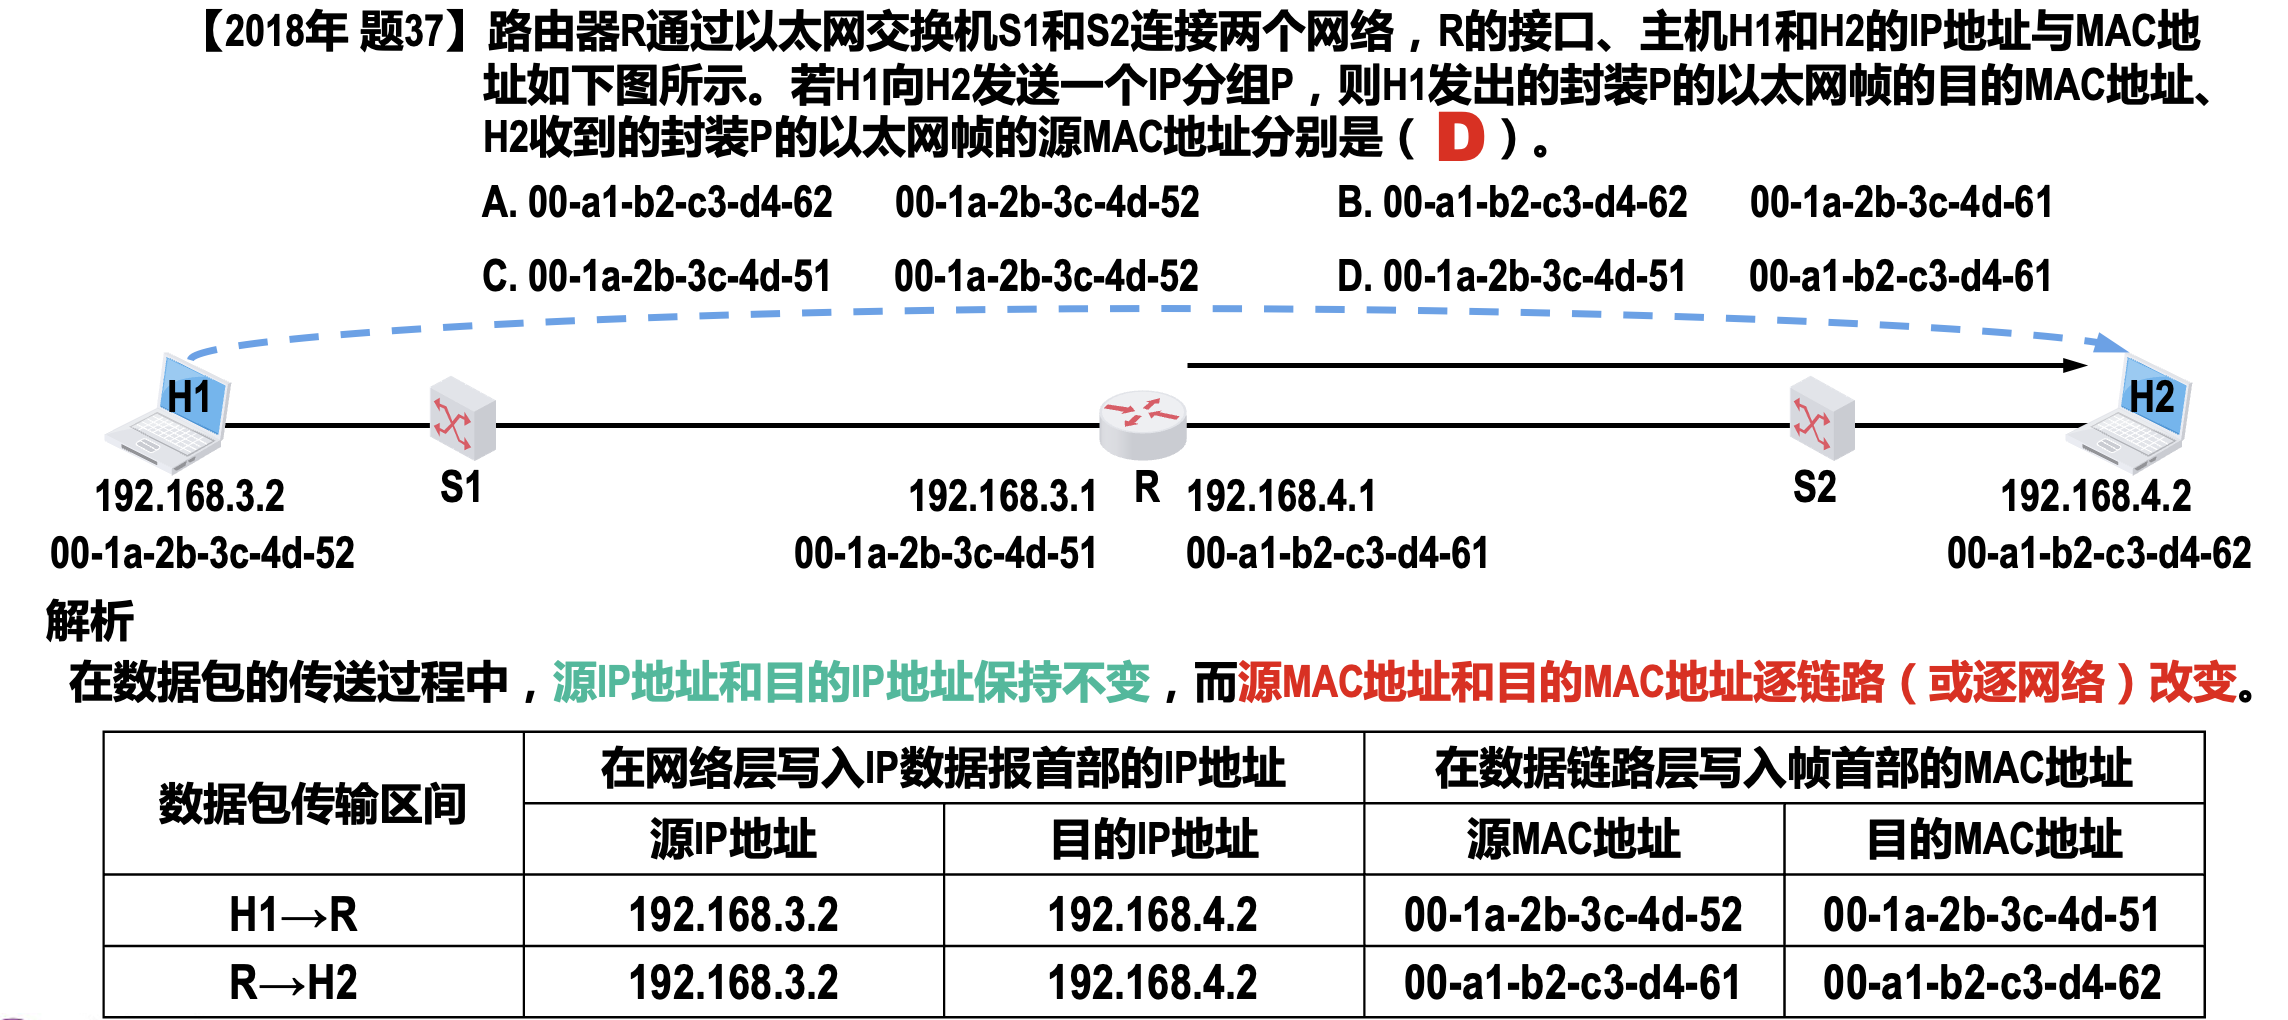 【2018年 题37】路由器R通过以太网交换机S1和S2连接两个网络，R的接口、主机H1和H2的IP地址与MAC地
址如下图所示。若H1向H2发送一个IP分组P，则H1发出的封装P的以太网帧的目的MAC地址、
H2收到的封装P的以太网帧的源MAC地址分别是（ D ）。
A. 00-a1-b2-c3-d4-62 00-1a-2b-3c-4d-52 B. 00-a1-b2-c3-d4-62 00-1a-2b-3c-4d-61
C. 00-1a-2b-3c-4d-51 00-1a-2b-3c-4d-52 D. 00-1a-2b-3c-4d-51 00-a1-b2-c3-d4-61
H1 H2
S1 R S2
192.168.3.2 192.168.3.1 192.168.4.1 192.168.4.2
00-1a-2b-3c-4d-52 00-1a-2b-3c-4d-51 00-a1-b2-c3-d4-61 00-a1-b2-c3-d4-62
解析
在数据包的传送过程中，源IP地址和目的IP地址保持不变，而源MAC地址和目的MAC地址逐链路（或逐网络）改变。
数据包传输区间 在网络层写入IP数据报首部的IP地址 在数据链路层写入帧首部的MAC地址
源IP地址 目的IP地址 源MAC地址 目的MAC地址
H1→R 192.168.3.2 192.168.4.2 00-1a-2b-3c-4d-52 00-1a-2b-3c-4d-51
R→H2 192.168.3.2 192.168.4.2 00-a1-b2-c3-d4-61 00-a1-b2-c3-d4-62